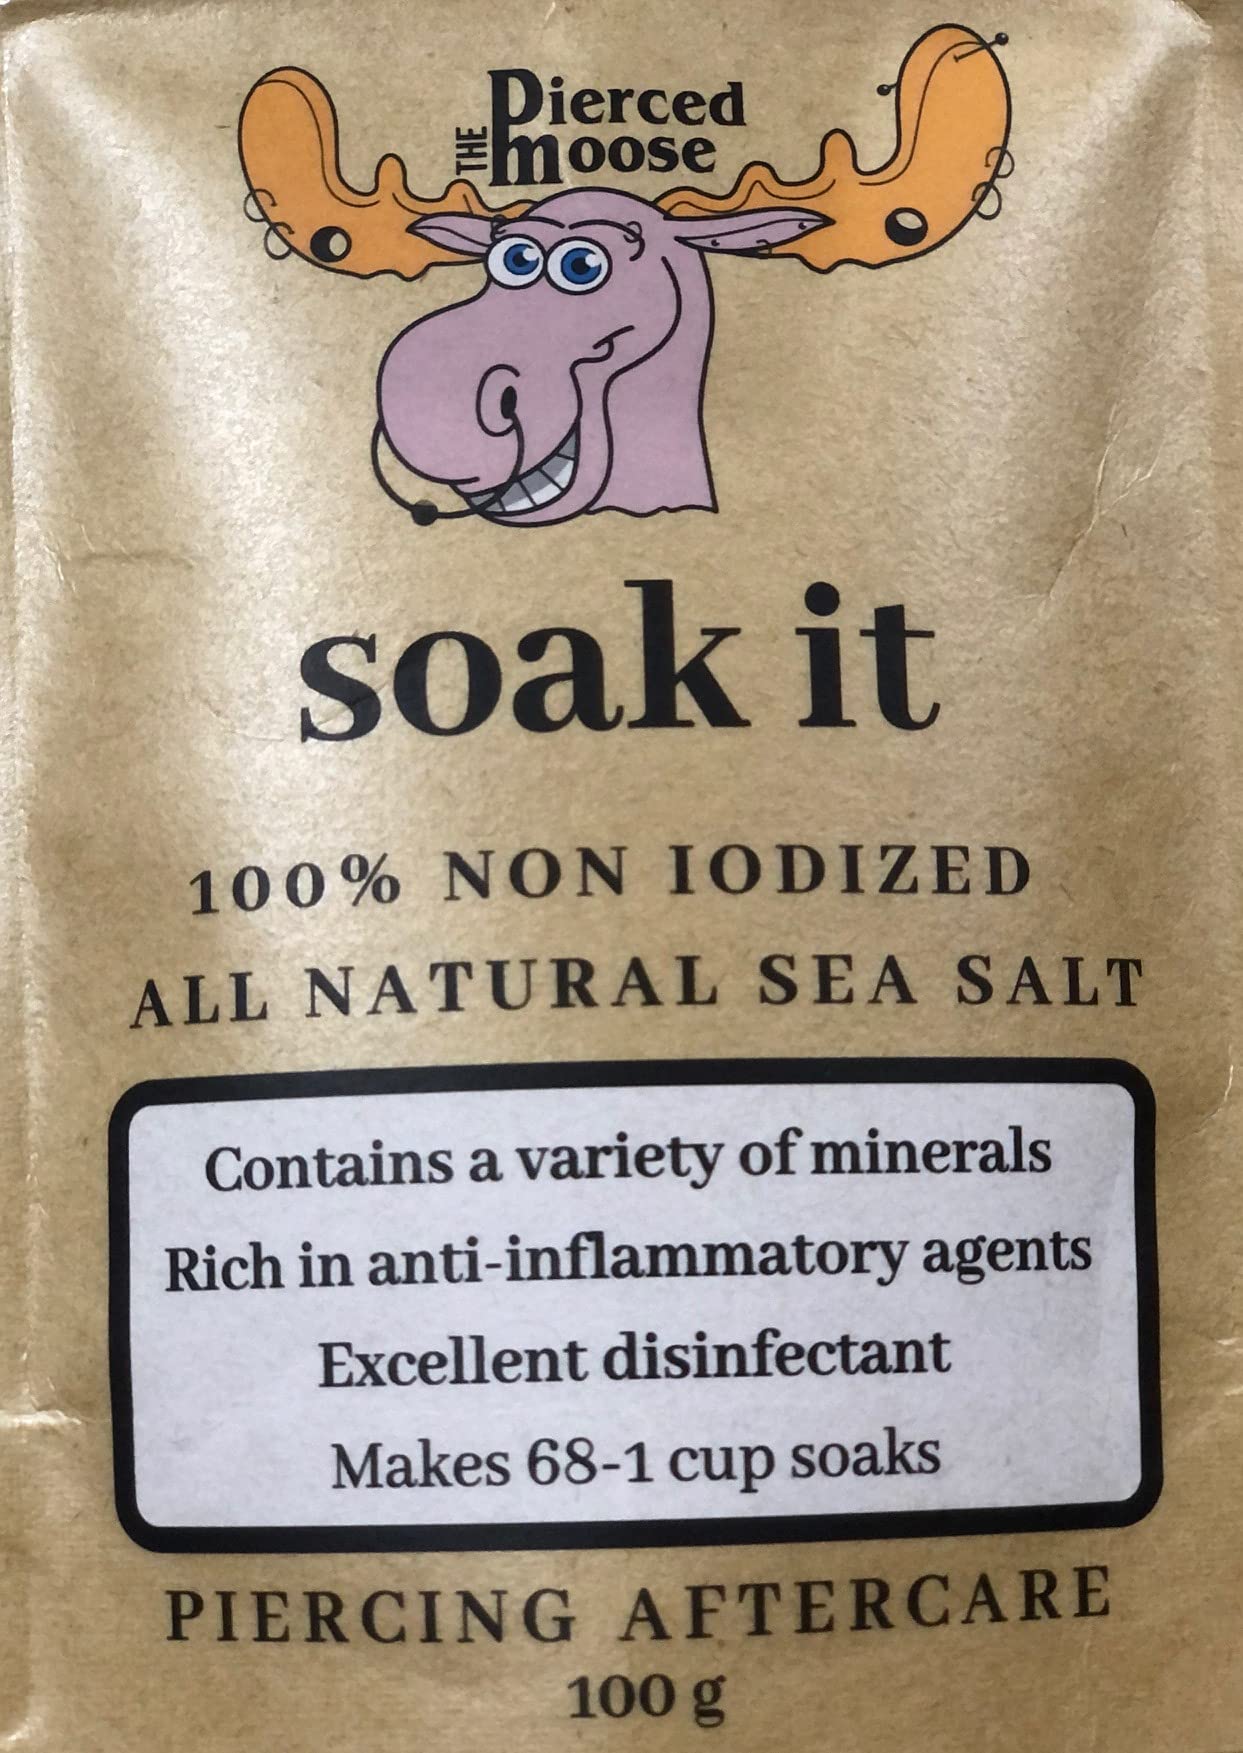 THE Pierced
moose
soak it
100% NON IODIZED
ALL NATURAL SEA SALT
Contains a variety of minerals
Rich in anti-inflammatory agents
Excellent disinfectant
Makes 68-1 cup soaks
PIERCING AFTERCARE
100 g